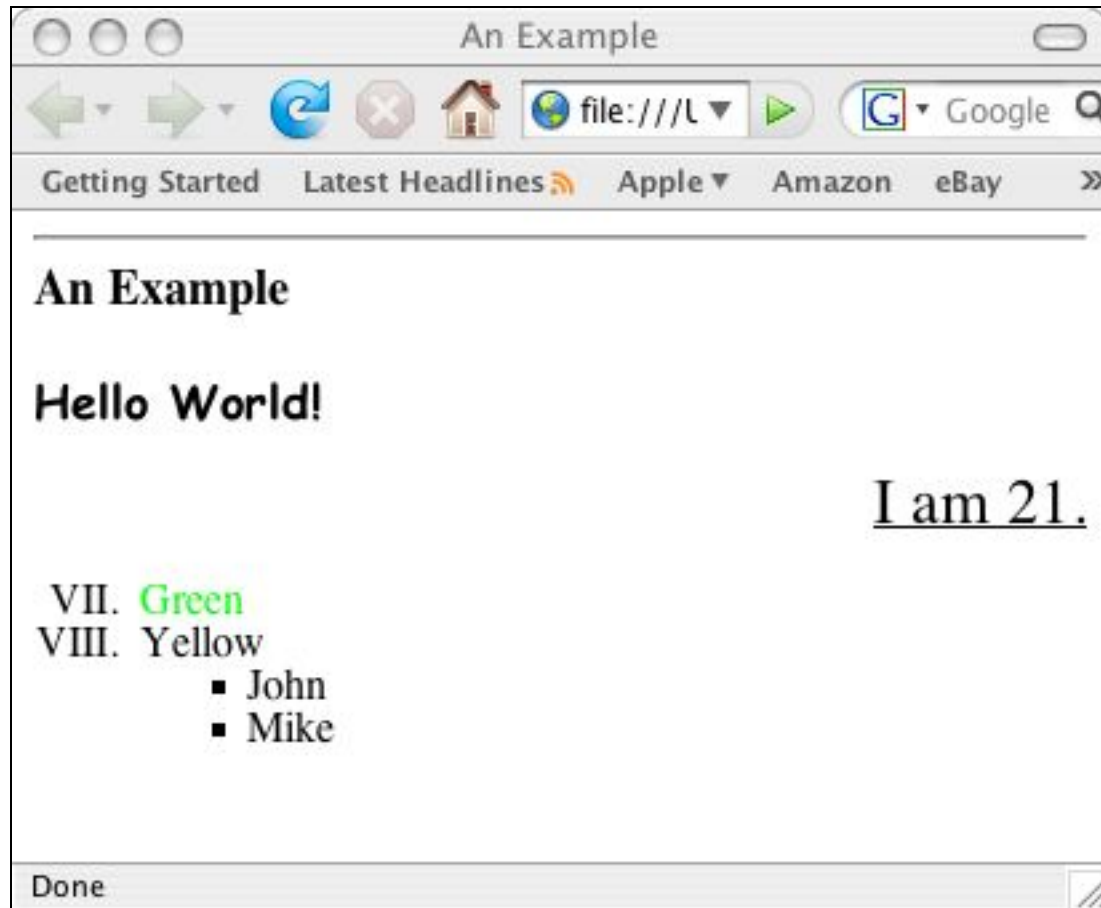 An Example
file:///L G Google
Getting Started Latest Headlines Apple Amazon eBay »
An Example
Hello World!
I am 21.
VII. Green
VIII. Yellow
▪ John
▪ Mike
Done